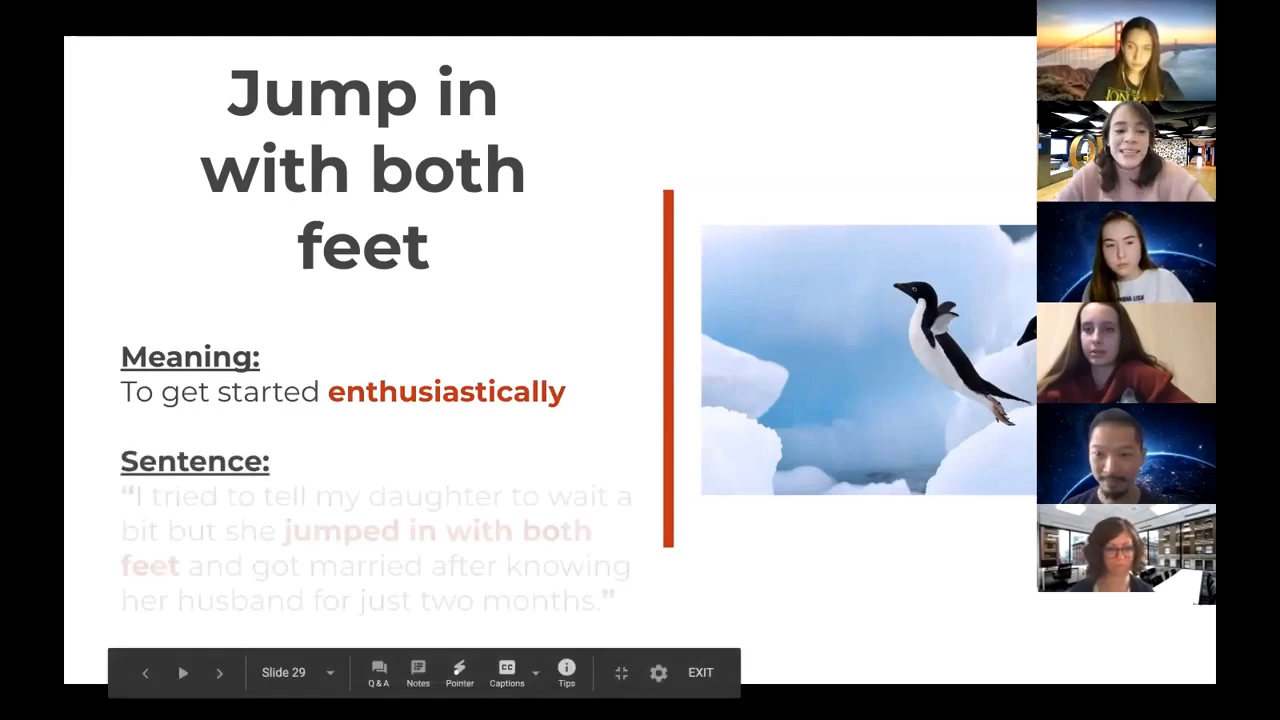 Jump in
with both
feet
Meaning:
To get started enthusiastically
Sentence:
“I tried to tell my daughter to wait a
bit but she jumped in with both
feet and got married after knowing
her husband for just two months.”
Slide 29
Q & A
Notes
Pointer
CC
Captions
Tips
EXIT